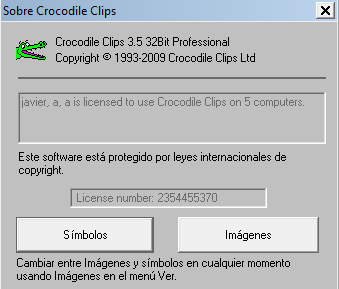 Sobre Crocodile Clips
Crocodile Clips 3.5 32Bit Professional
Copyright © 1993-2009 Crocodile Clips Ltd
javier, a, a is licensed to use Crocodile Clips on 5 computers.
Este software está protegido por leyes internacionales de
copyright.
License number: 2354455370
Símbolos
Imágenes
Cambiar entre Imágenes y símbolos en cualquier momento
usando Imágenes en el menú Ver.